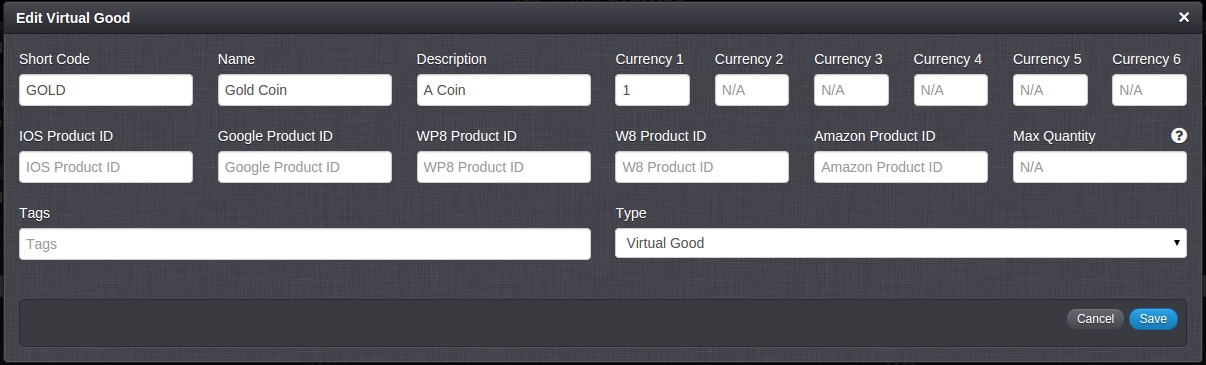 Edit Virtual Good ×
Short Code Name Description Currency 1 Currency 2 Currency 3 Currency 4 Currency 5 Currency 6
GOLD Gold Coin A Coin 1 N/A N/A N/A N/A N/A
IOS Product ID Google Product ID WP8 Product ID W8 Product ID Amazon Product ID Max Quantity ?
IOS Product ID Google Product ID WP8 Product ID W8 Product ID Amazon Product ID N/A
Tags Type
Tags Virtual Good
Cancel Save